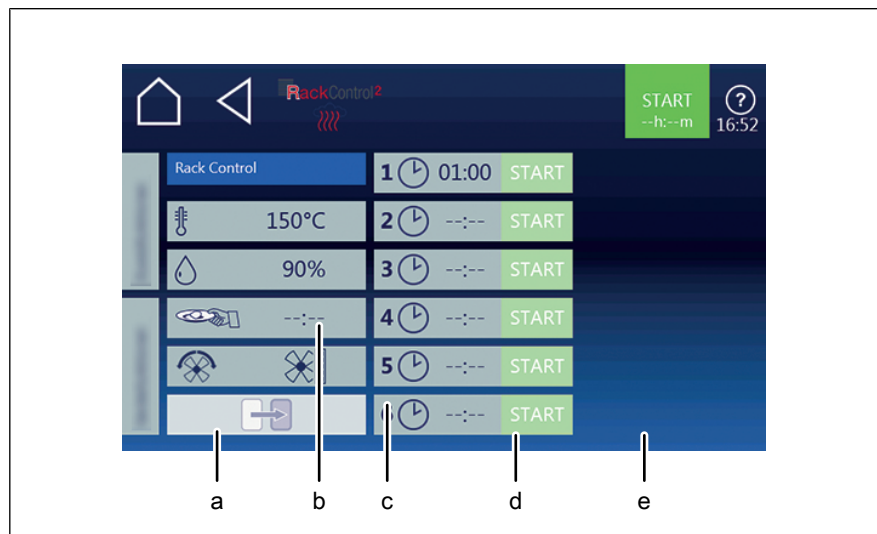 RackControl²
START
--h:--m
?
16:52
Rack Control
150°C
90%
--:--
1 01:00 START
2 --:-- START
3 --:-- START
4 --:-- START
5 --:-- START
6 --:-- START
a b c d e